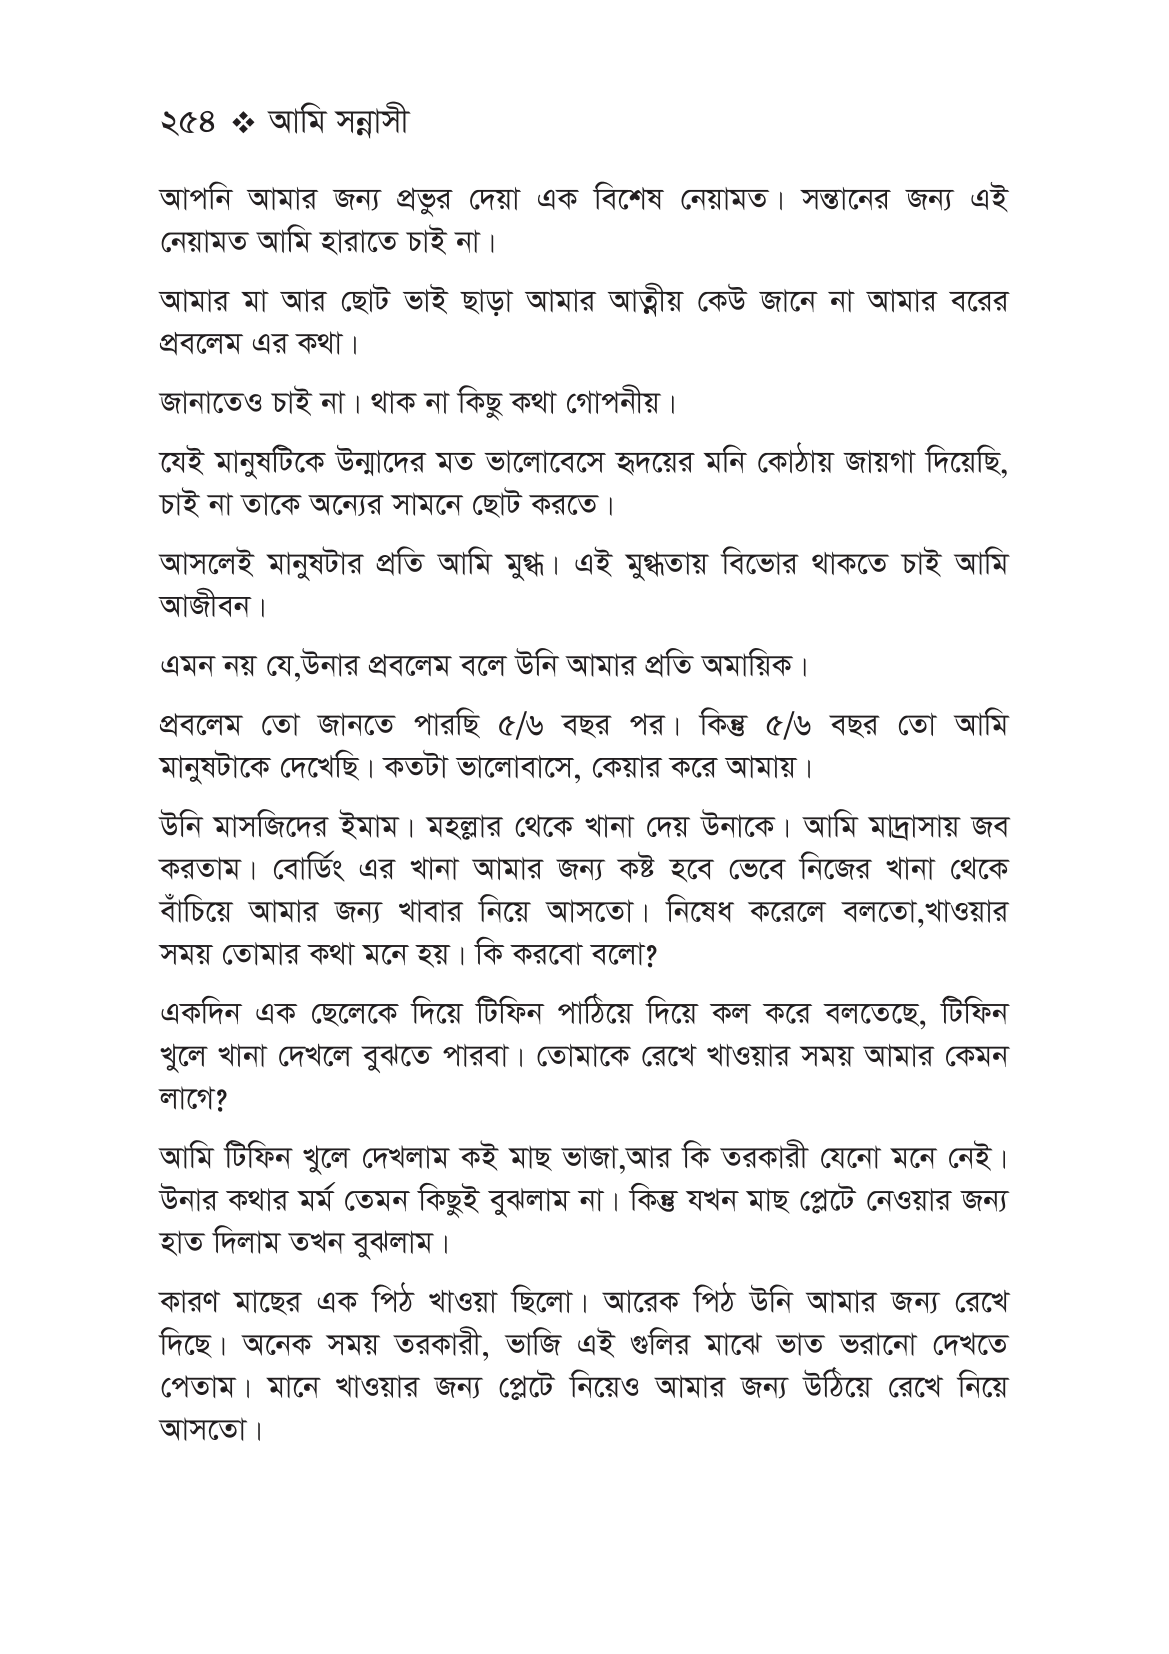 ২৫৪ ❖ আমি সন্নাসী
আপনি আমার জন্য প্রভুর দেয়া এক বিশেষ নেয়ামত। সন্তানের জন্য এই
নেয়ামত আমি হারাতে চাই না।
আমার মা আর ছোট ভাই ছাড়া আমার আত্নীয় কেউ জানে না আমার বরের
প্রবলেম এর কথা।
জানাতেও চাই না। থাক না কিছু কথা গোপনীয়।
যেই মানুষটিকে উন্মাদের মত ভালোবেসে হৃদয়ের মনি কোঠায় জায়গা দিয়েছি,
চাই না তাকে অন্যের সামনে ছোট করতে।
আসলেই মানুষটার প্রতি আমি মুগ্ধ। এই মুগ্ধতায় বিভোর থাকতে চাই আমি
আজীবন।
এমন নয় যে,উনার প্রবলেম বলে উনি আমার প্রতি অমায়িক।
প্রবলেম তো জানতে পারছি ৫/৬ বছর পর। কিন্তু ৫/৬ বছর তো আমি
মানুষটাকে দেখেছি। কতটা ভালোবাসে, কেয়ার করে আমায়।
উনি মাসজিদের ইমাম। মহল্লার থেকে খানা দেয় উনাকে। আমি মাদ্রাসায় জব
করতাম। বোর্ডিং এর খানা আমার জন্য কষ্ট হবে ভেবে নিজের খানা থেকে
বাঁচিয়ে আমার জন্য খাবার নিয়ে আসতো। নিষেধ করেলে বলতো,খাওয়ার
সময় তোমার কথা মনে হয়। কি করবো বলো?
একদিন এক ছেলেকে দিয়ে টিফিন পাঠিয়ে দিয়ে কল করে বলতেছে, টিফিন
খুলে খানা দেখলে বুঝতে পারবা। তোমাকে রেখে খাওয়ার সময় আমার কেমন
লাগে?
আমি টিফিন খুলে দেখলাম কই মাছ ভাজা,আর কি তরকারী যেনো মনে নেই।
উনার কথার মর্ম তেমন কিছুই বুঝলাম না। কিন্তু যখন মাছ প্লেটে নেওয়ার জন্য
হাত দিলাম তখন বুঝলাম।
কারণ মাছের এক পিঠ খাওয়া ছিলো। আরেক পিঠ উনি আমার জন্য রেখে
দিছে। অনেক সময় তরকারী, ভাজি এই গুলির মাঝে ভাত ভরানো দেখতে
পেতাম। মানে খাওয়ার জন্য প্লেটে নিয়েও আমার জন্য উঠিয়ে রেখে নিয়ে
আসতো।